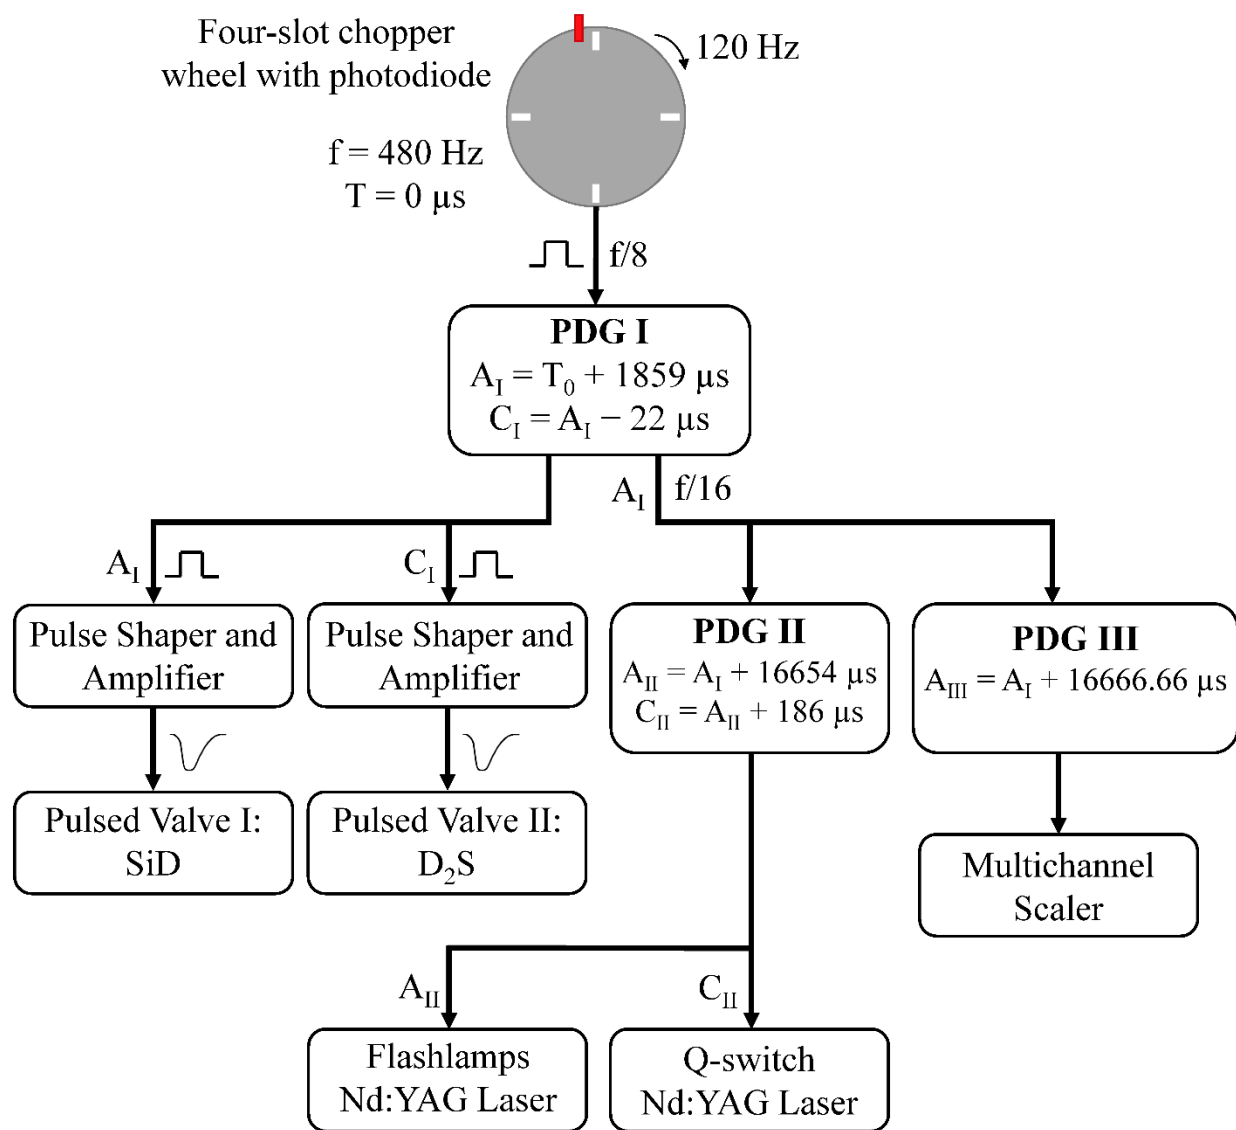 Four-slot chopper
wheel with photodiode
120 Hz
f = 480 Hz
T = 0 µs
f/8
PDG I
A_I = T_0 + 1859 µs
C_I = A_I − 22 µs
A_I
f/16
A_I
C_I
Pulse Shaper and
Amplifier
Pulse Shaper and
Amplifier
PDG II
A_II = A_I + 16654 µs
C_II = A_II + 186 µs
PDG III
A_III = A_I + 16666.66 µs
Pulsed Valve I:
SiD
Pulsed Valve II:
D₂S
Multichannel
Scaler
A_II
C_II
Flashlamps
Nd:YAG Laser
Q-switch
Nd:YAG Laser